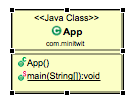 <<Java Class>>
App
com.minitwit
App()
main(String[]):void